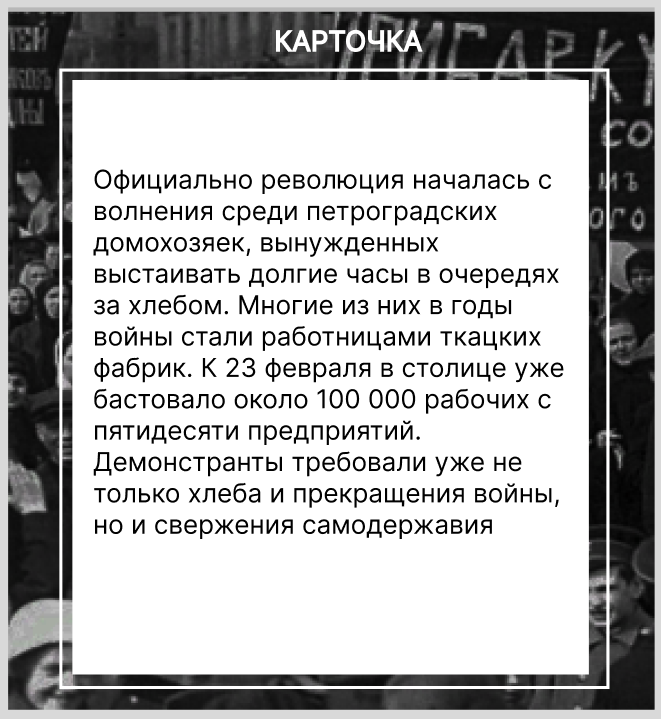 КАРТОЧКА
ПРИБАВКУ
СО
Официально революция началась с
волнения среди петроградских
домохозяек, вынужденных
выстаивать долгие часы в очередях
за хлебом. Многие из них в годы
войны стали работницами ткацких
фабрик. К 23 февраля в столице уже
бастовало около 100 000 рабочих с
пятидесяти предприятий.
Демонстранты требовали уже не
только хлеба и прекращения войны,
но и свержения самодержавия